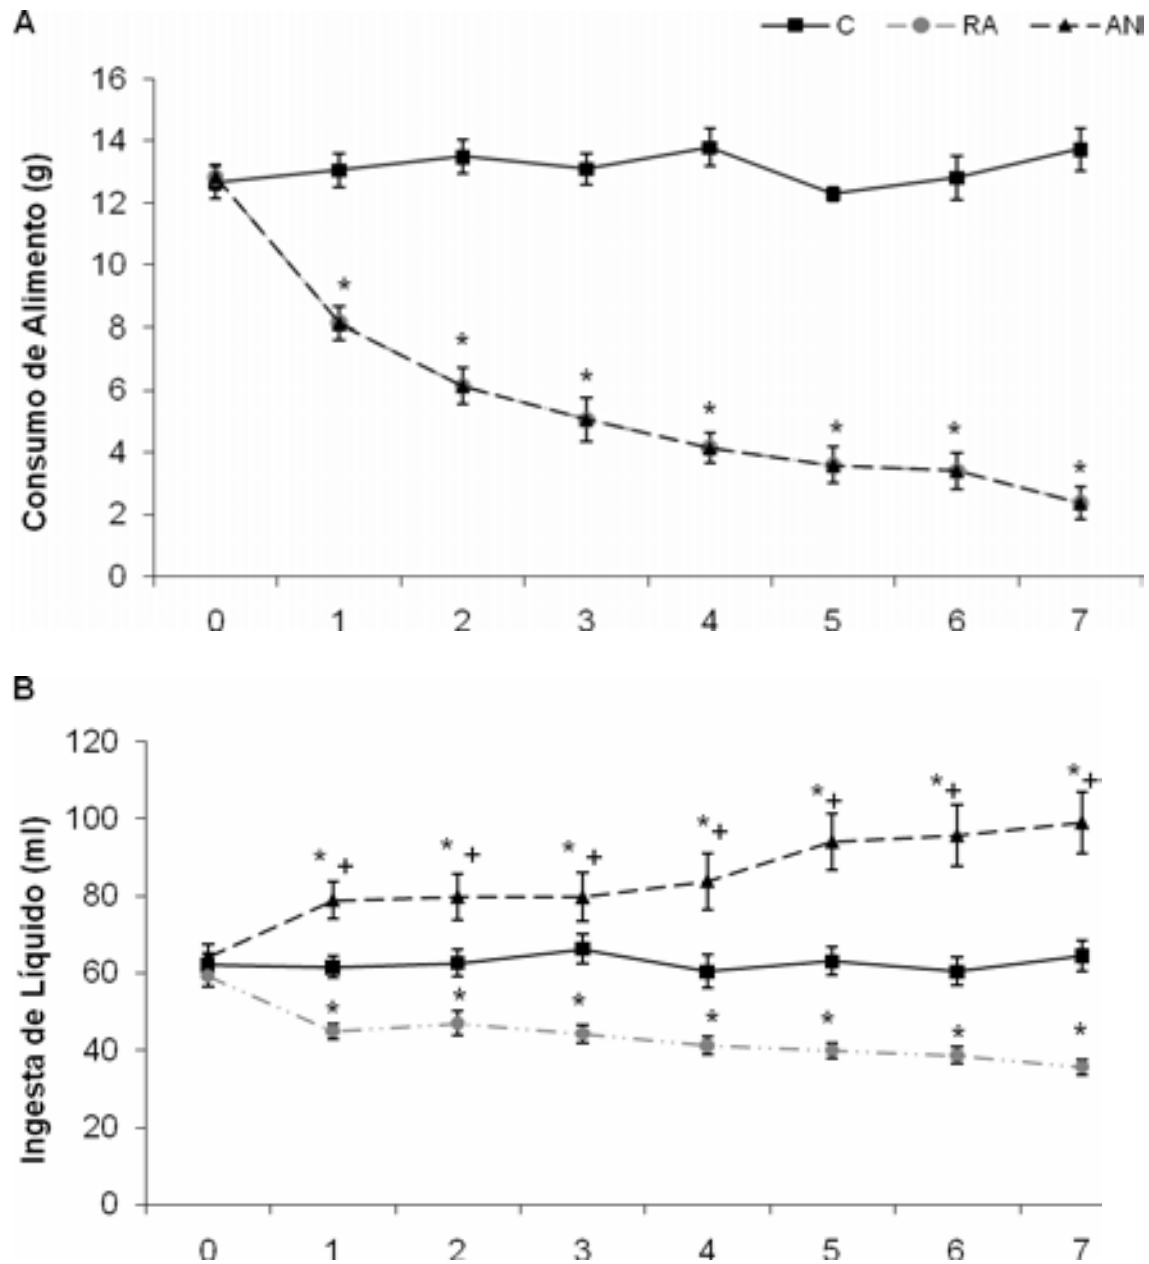 A
C RA ANI
16
14
12
10
8
6
4
2
0
Consumo de Alimento (g)
* * * * * * *
0 1 2 3 4 5 6 7
B
120
100
80
60
40
20
0
Ingesta de Líquido (ml)
*+ *+ *+ *+ *+ *+ *+
* * * * * * *
0 1 2 3 4 5 6 7